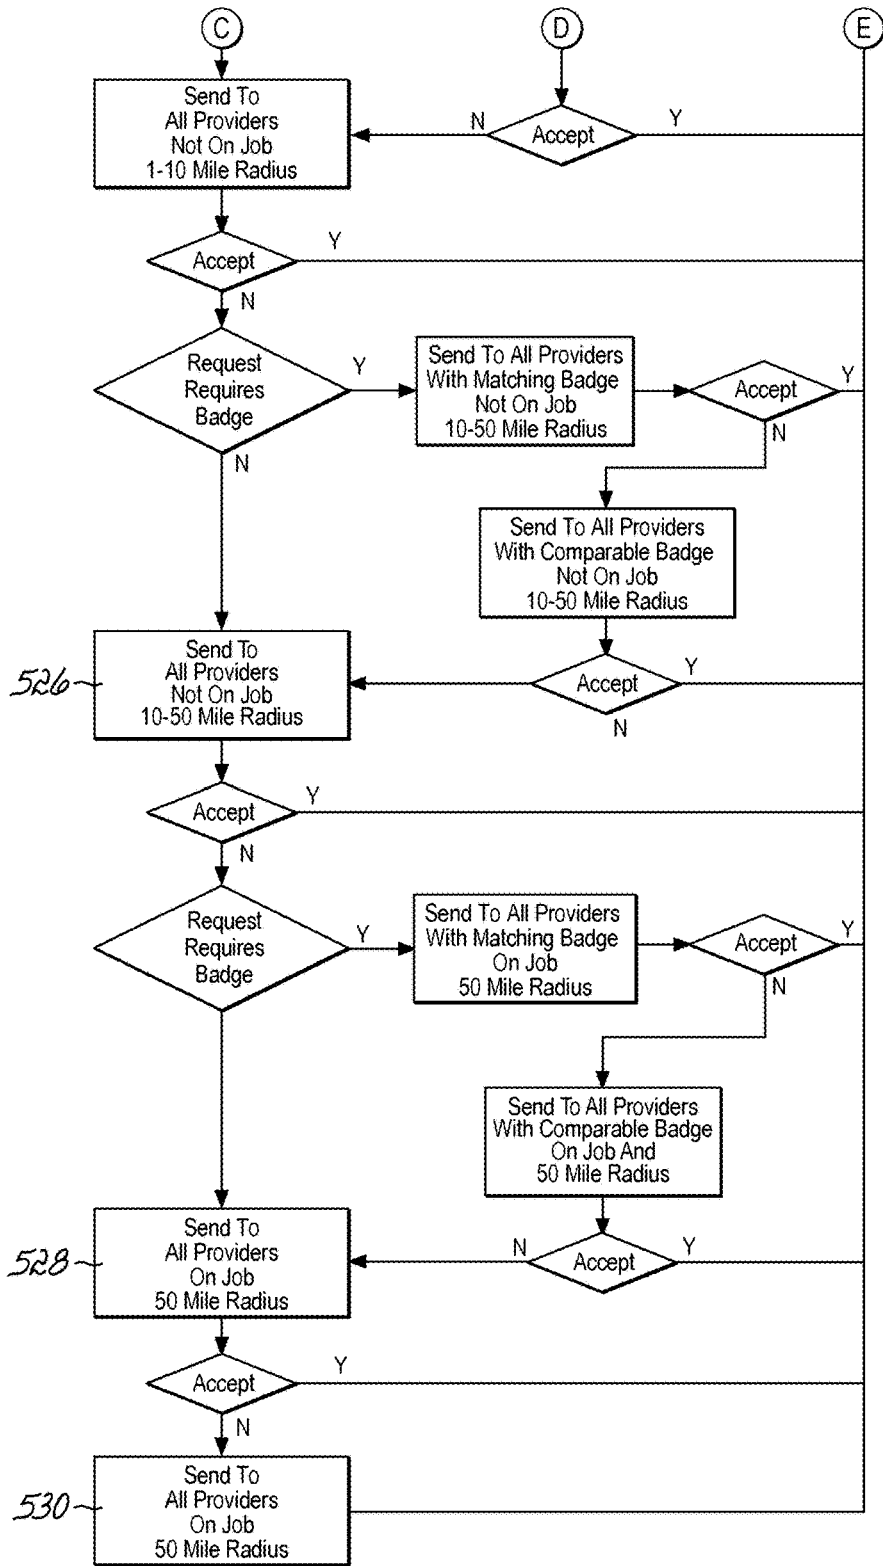 C
D
E
Send To
All Providers
Not On Job
1-10 Mile Radius
N
Accept
Y
Accept
Y
N
Request
Requires
Badge
Y
N
Send To All Providers
With Matching Badge
Not On Job
10-50 Mile Radius
Accept
Y
N
Send To All Providers
With Comparable Badge
Not On Job
10-50 Mile Radius
526
Send To
All Providers
Not On Job
10-50 Mile Radius
Accept
Y
N
Accept
Y
N
Request
Requires
Badge
Y
Send To All Providers
With Matching Badge
On Job
50 Mile Radius
Accept
Y
N
Send To All Providers
With Comparable Badge
On Job And
50 Mile Radius
528
Send To
All Providers
On Job
50 Mile Radius
N
Accept
Y
Accept
Y
N
530
Send To
All Providers
On Job
50 Mile Radius